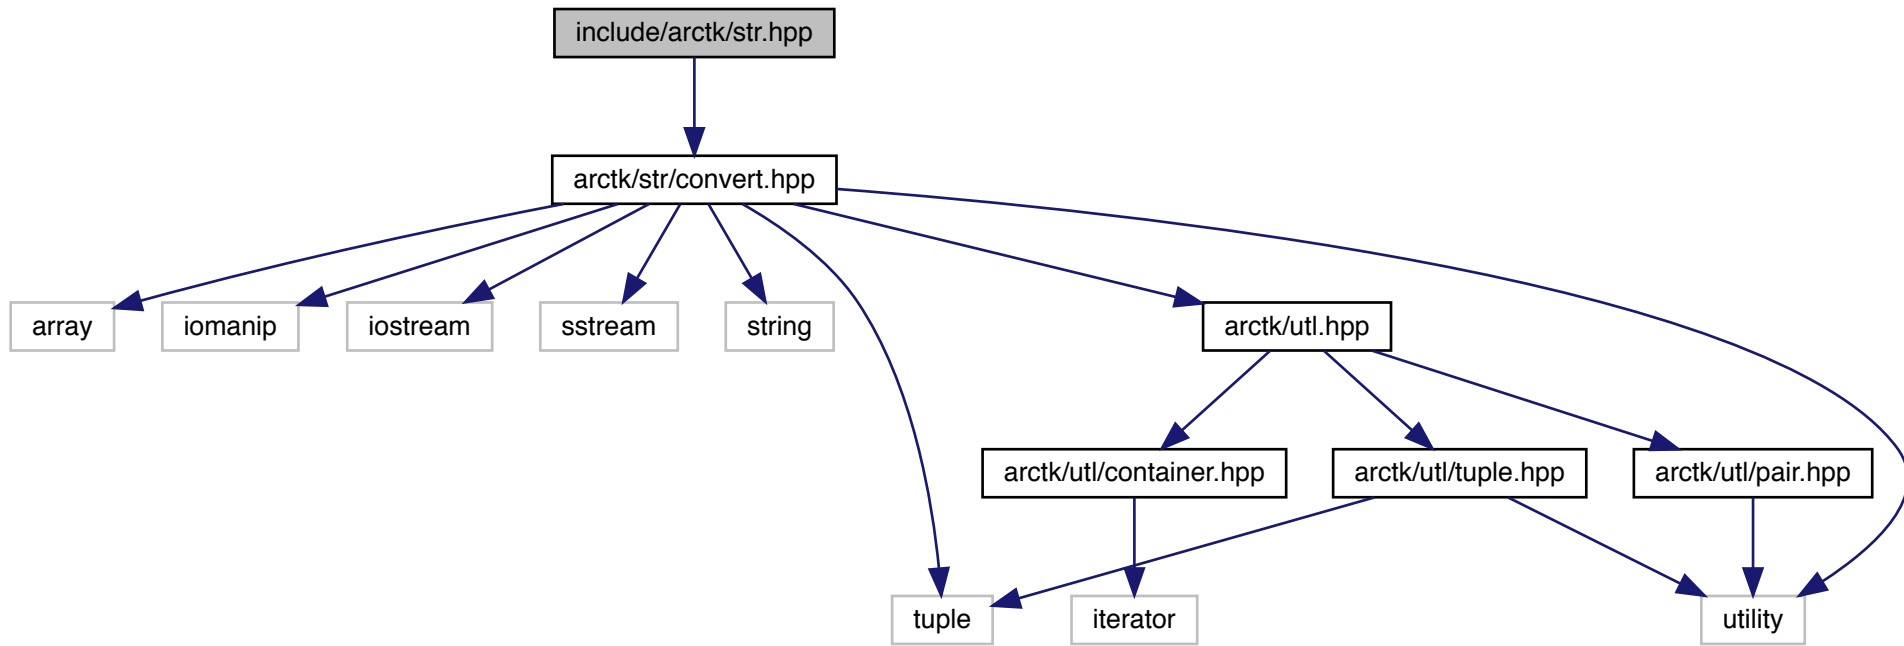 include/arctk/str.hpp
arctk/str/convert.hpp
array
iomanip
iostream
sstream
string
arctk/utl.hpp
arctk/utl/container.hpp
arctk/utl/tuple.hpp
arctk/utl/pair.hpp
tuple
iterator
utility